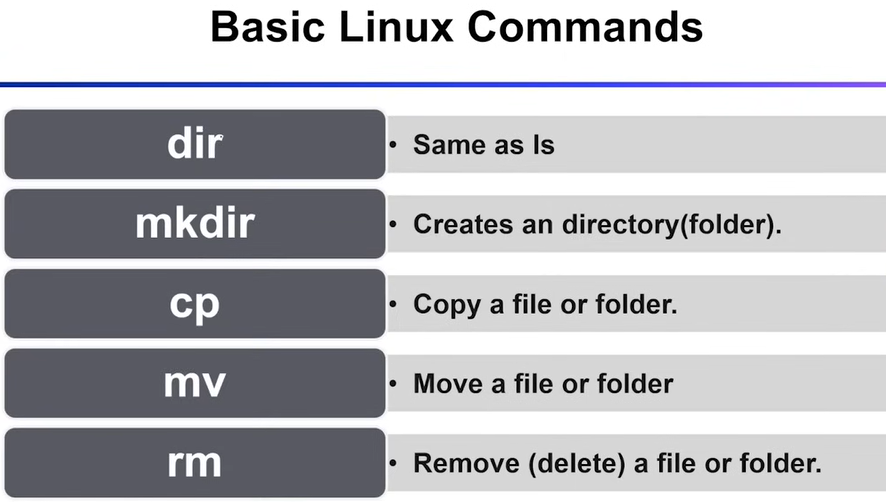 Basic Linux Commands
dir
• Same as ls
mkdir
• Creates an directory(folder).
cp
• Copy a file or folder.
mv
• Move a file or folder
rm
• Remove (delete) a file or folder.